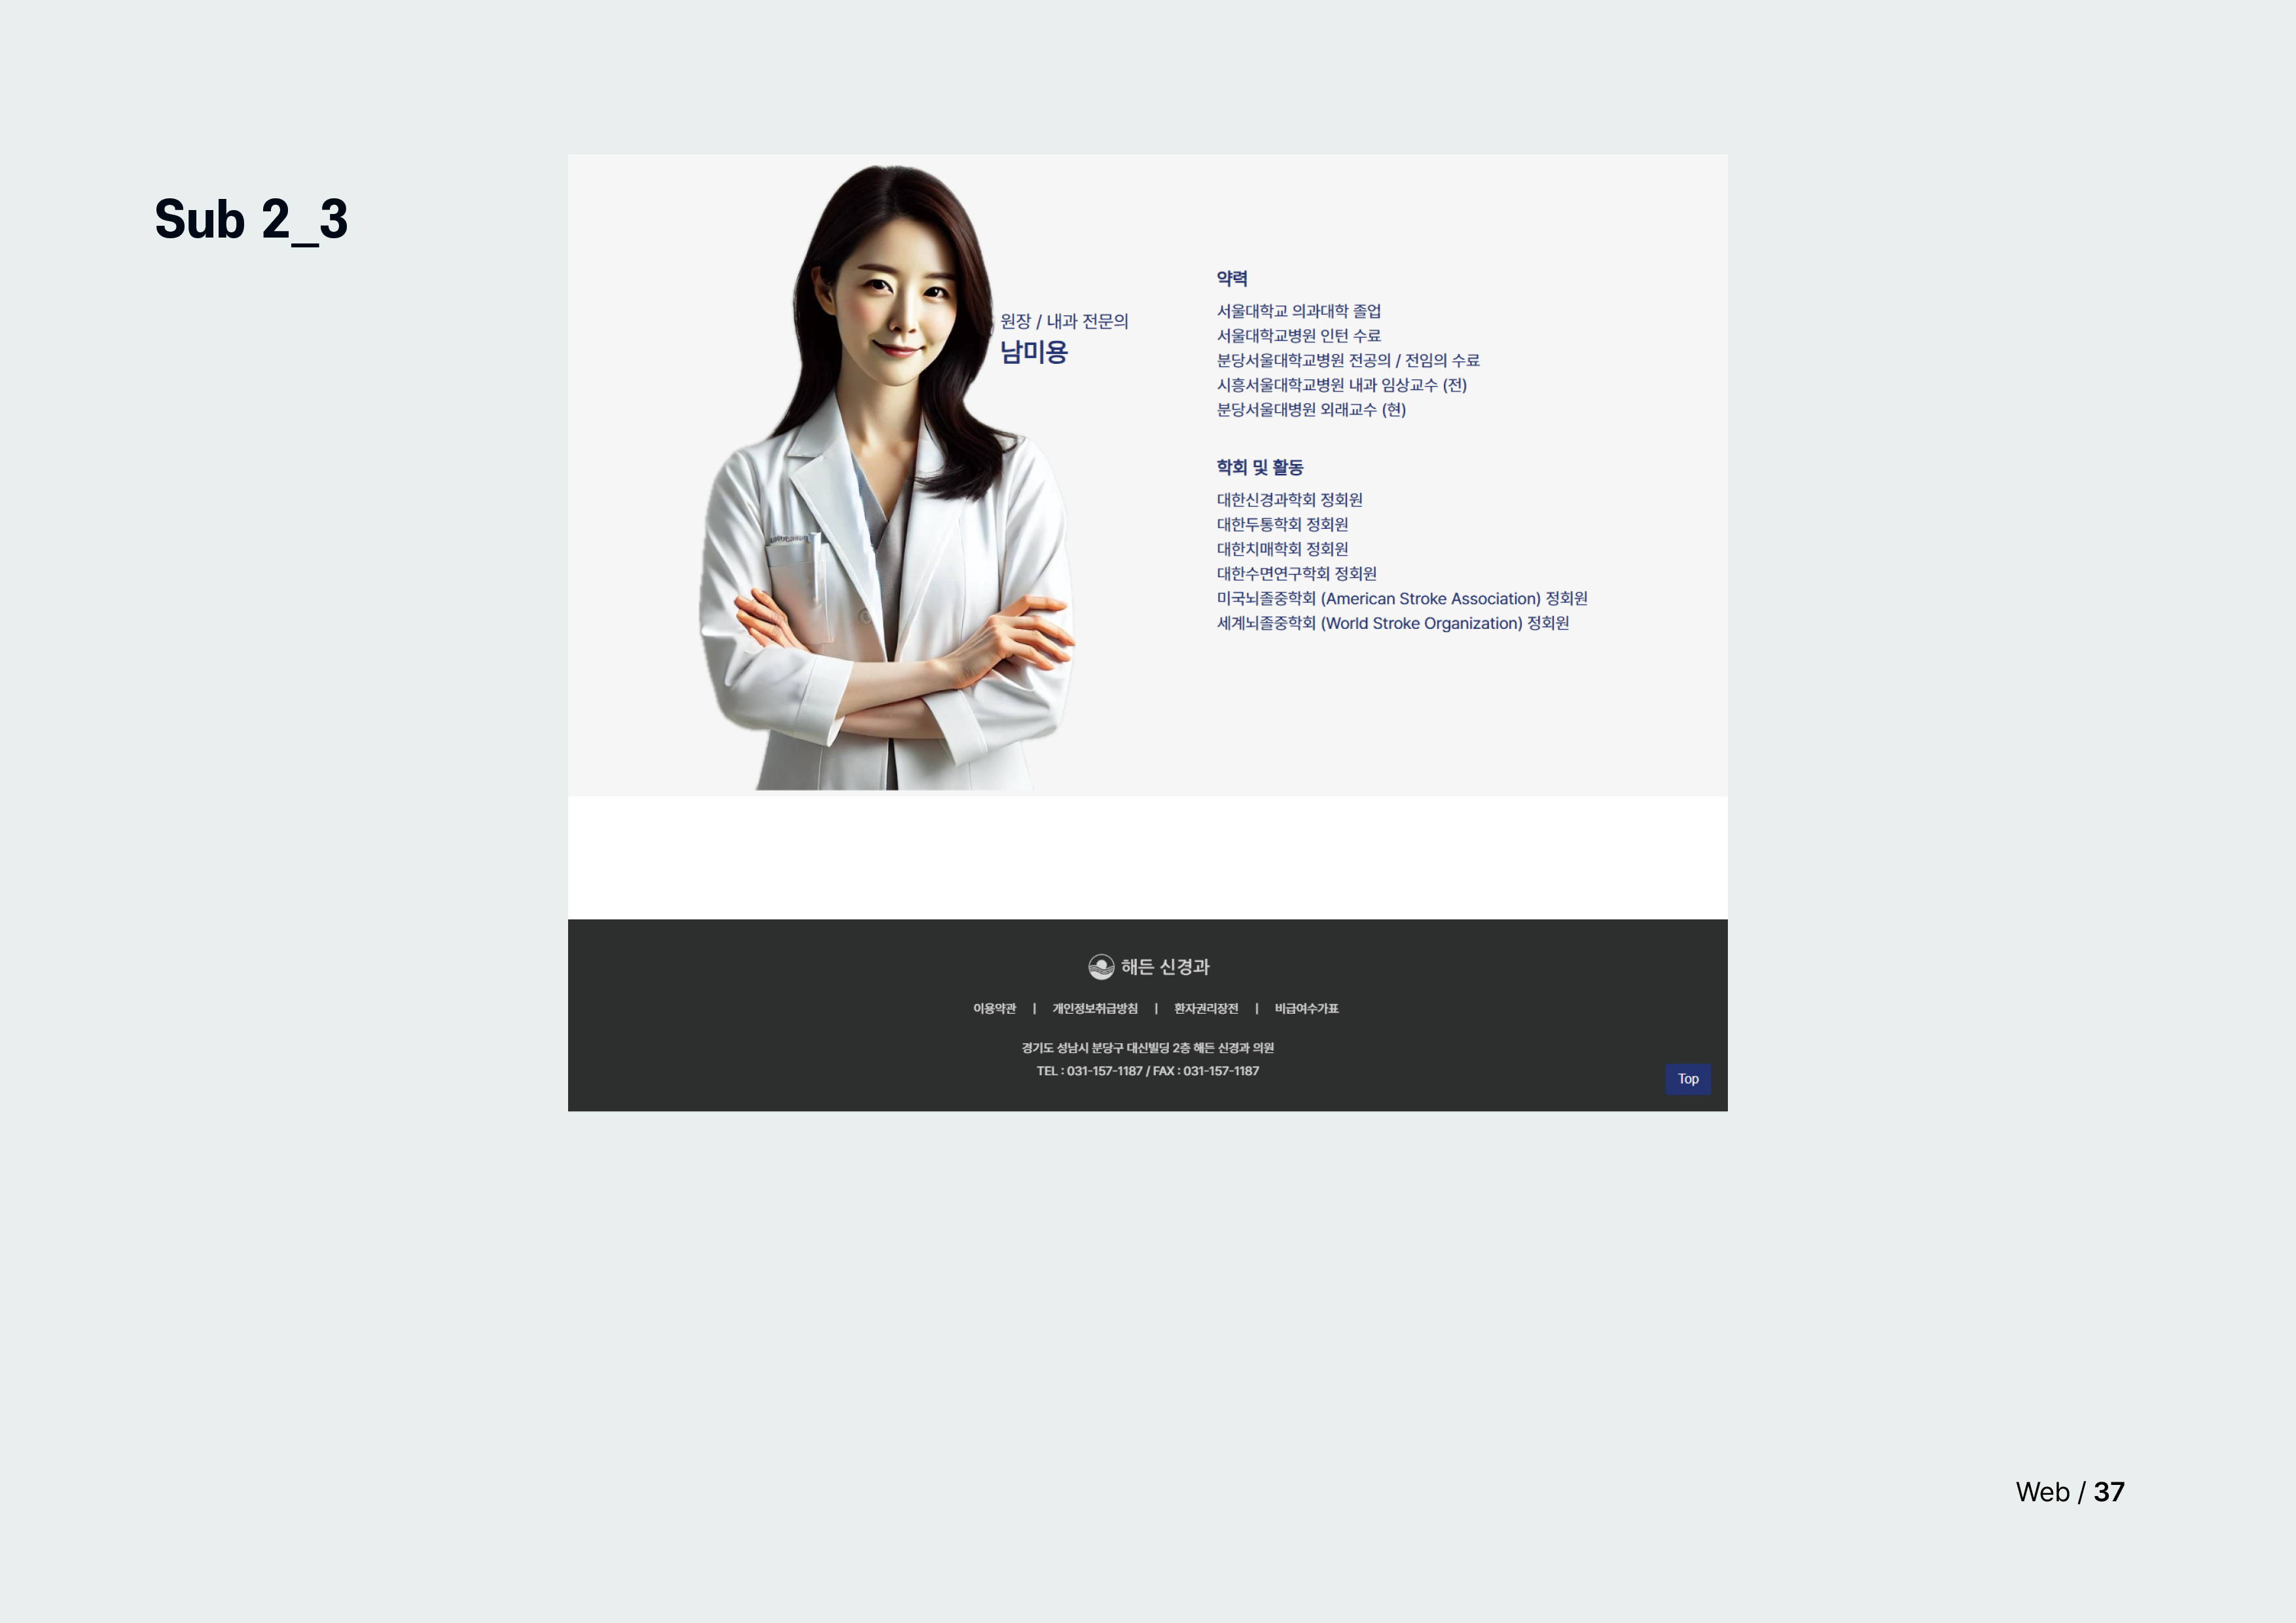 Sub 2_3
원장 / 내과 전문의
남미용
약력
서울대학교 의과대학 졸업
서울대학교병원 인턴 수료
분당서울대학교병원 전공의 / 전임의 수료
시흥서울대학교병원 내과 임상교수 (전)
분당서울대병원 외래교수 (현)
학회 및 활동
대한신경과학회 정회원
대한두통학회 정회원
대한치매학회 정회원
대한수면연구학회 정회원
미국뇌졸중학회 (American Stroke Association) 정회원
세계뇌졸중학회 (World Stroke Organization) 정회원
해든 신경과
이용약관 | 개인정보취급방침 | 환자권리장전 | 비급여수가표
경기도 성남시 분당구 대신빌딩 2층 해든 신경과 의원
TEL : 031-157-1187 / FAX : 031-157-1187
Top
Web / 37